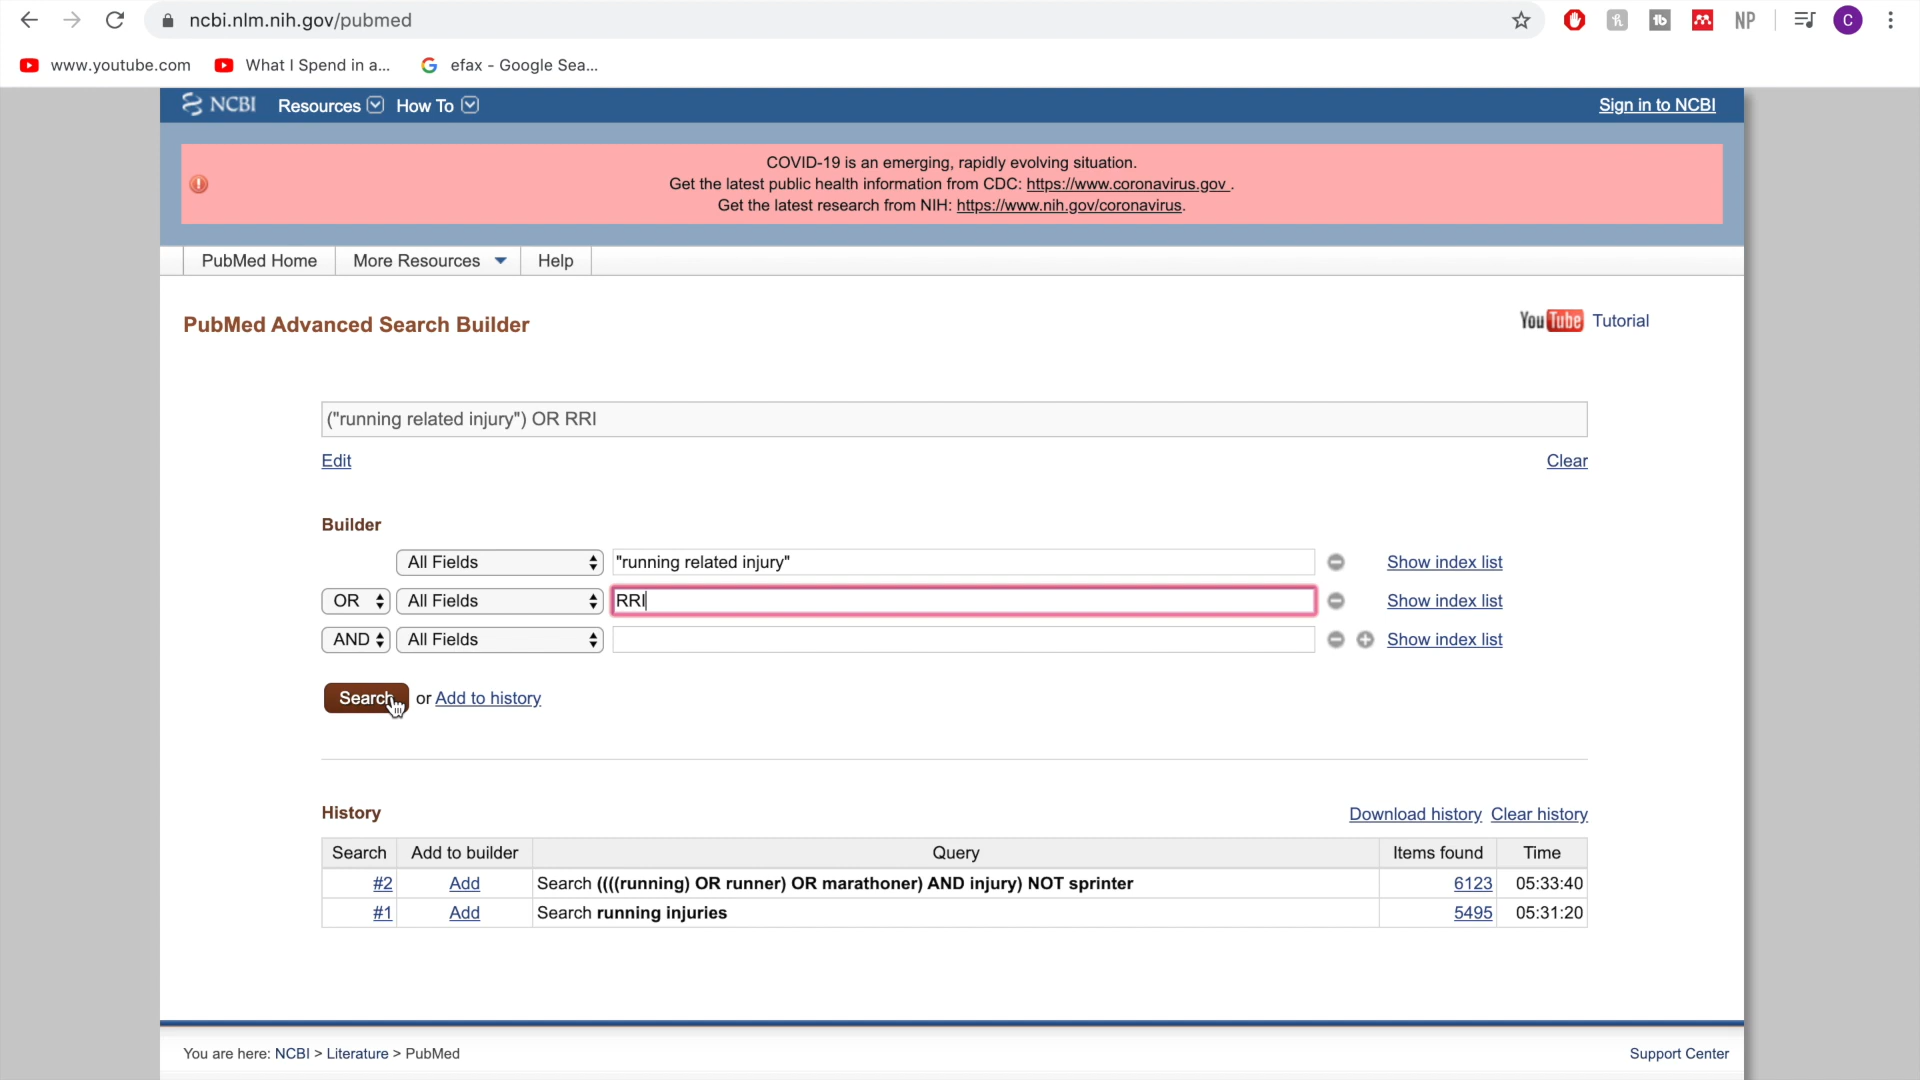 ncbi.nlm.nih.gov/pubmed
NP
C
www.youtube.com What I Spend in a... efax - Google Sea...
NCBI Resources How To Sign in to NCBI
COVID-19 is an emerging, rapidly evolving situation.
Get the latest public health information from CDC: https://www.coronavirus.gov .
Get the latest research from NIH: https://www.nih.gov/coronavirus.
PubMed Home More Resources Help
PubMed Advanced Search Builder
YouTube Tutorial
("running related injury") OR RRI
Edit Clear
Builder
All Fields "running related injury" Show index list
OR All Fields RRI Show index list
AND All Fields Show index list
Search or Add to history
History Download history Clear history
Search Add to builder Query Items found Time
#2 Add Search ((((running) OR runner) OR marathoner) AND injury) NOT sprinter 6123 05:33:40
#1 Add Search running injuries 5495 05:31:20
You are here: NCBI > Literature > PubMed Support Center